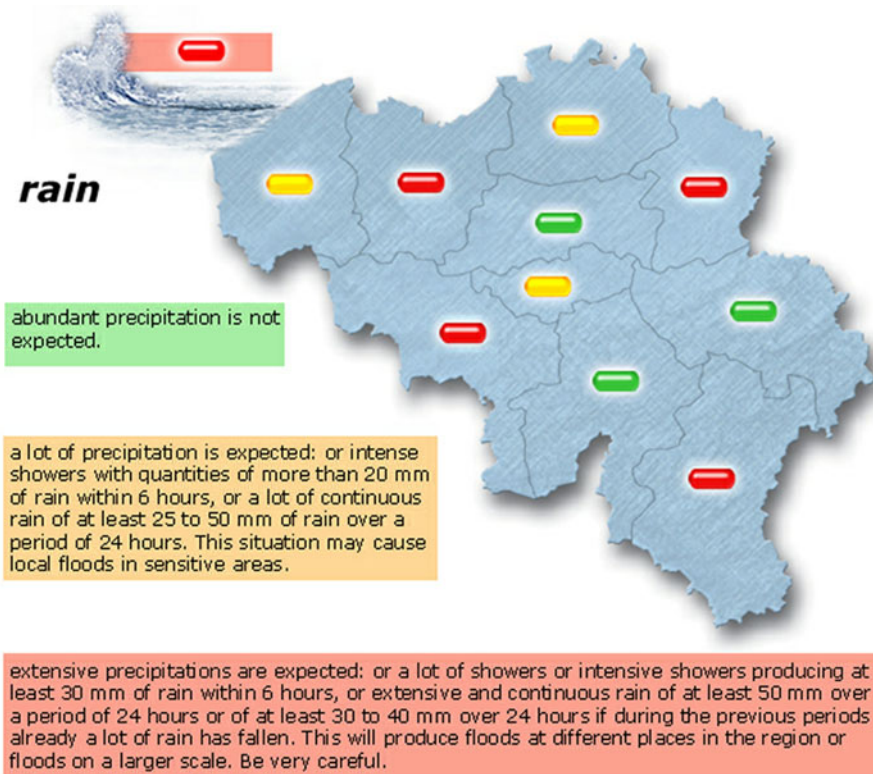 rain
abundant precipitation is not
expected.
a lot of precipitation is expected: or intense
showers with quantities of more than 20 mm
of rain within 6 hours, or a lot of continuous
rain of at least 25 to 50 mm of rain over a
period of 24 hours. This situation may cause
local floods in sensitive areas.
extensive precipitations are expected: or a lot of showers or intensive showers producing at
least 30 mm of rain within 6 hours, or extensive and continuous rain of at least 50 mm over
a period of 24 hours or of at least 30 to 40 mm over 24 hours if during the previous periods
already a lot of rain has fallen. This will produce floods at different places in the region or
floods on a larger scale. Be very careful.